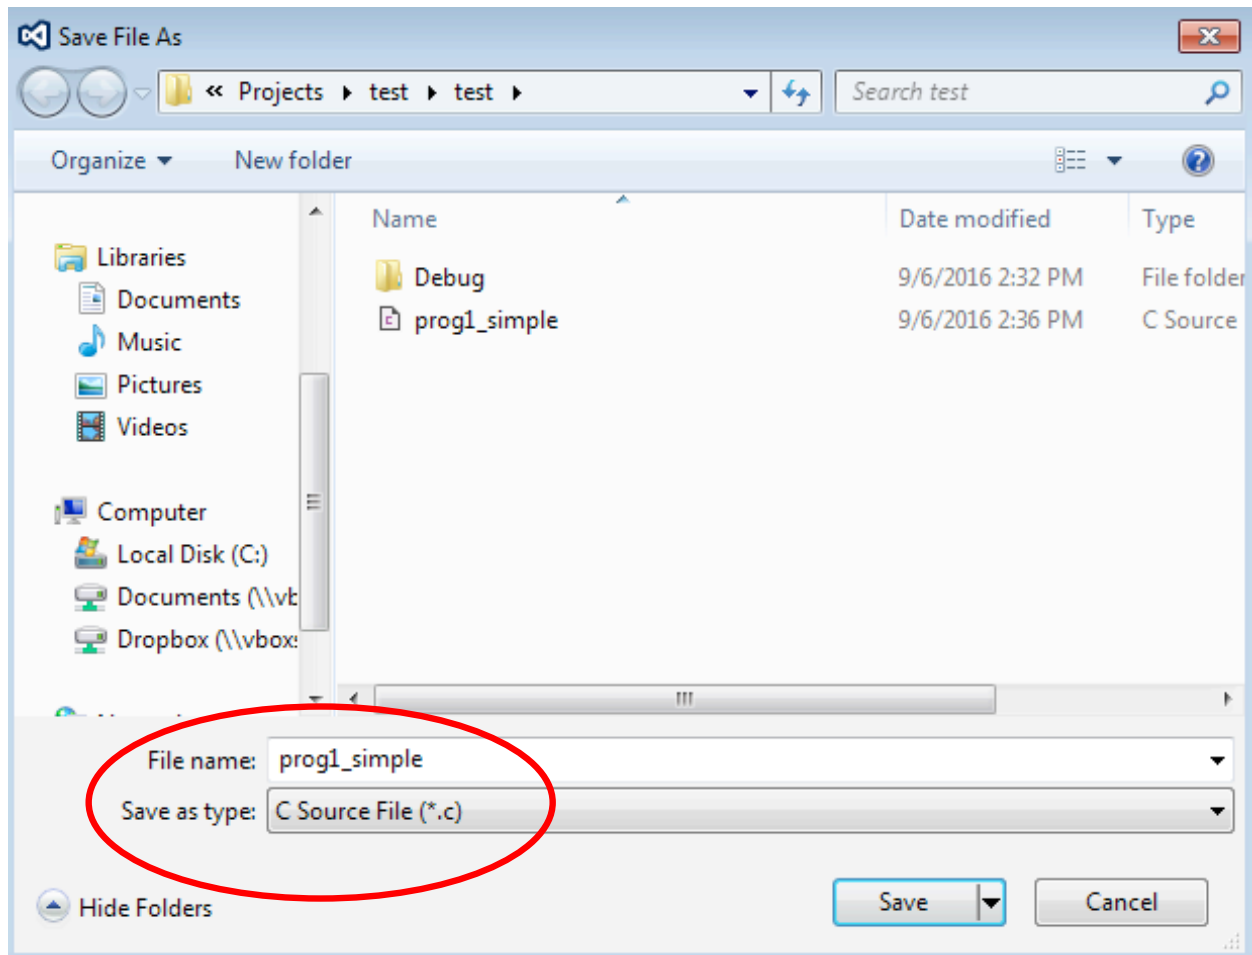 Save File As
« Projects test test
Search test
Organize
New folder
Name
Date modified
Type
Libraries
Documents
Music
Pictures
Videos
Computer
Local Disk (C:)
Documents (\\vb
Dropbox (\\vbox
Debug 9/6/2016 2:32 PM File folder
prog1_simple 9/6/2016 2:36 PM C Source
File name: prog1_simple
Save as type: C Source File (*.c)
Hide Folders
Save
Cancel